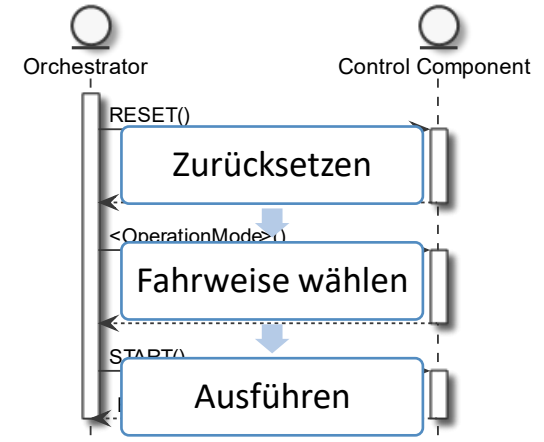 Orchestrator
Control Component
RESET()
Zurücksetzen
<OperationMode>()
Fahrweise wählen
START()
Ausführen